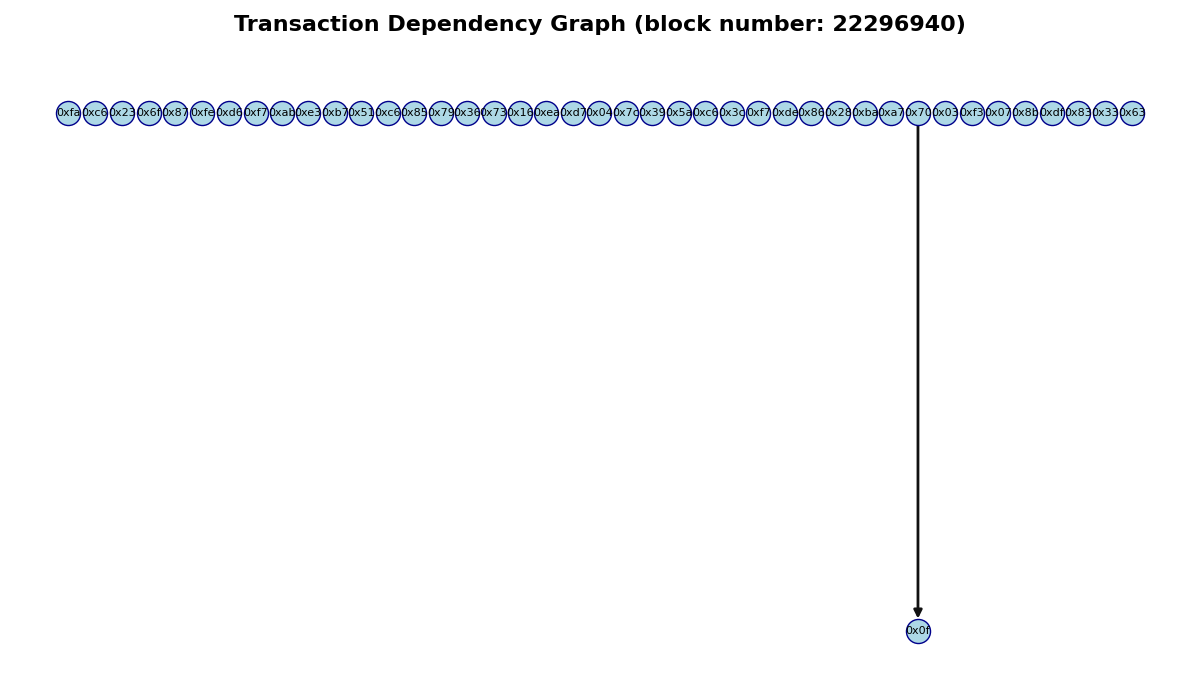 Transaction Dependency Graph (block number: 22296940)
0xfa 0xc6 0x23 0x6f 0x87 0xfe 0xd6 0xf7 0xab 0xe3 0xb7 0x51 0xc6 0x85 0x79 0x36 0x73 0x16 0xea 0xd7 0x04 0x7c 0x39 0x5a 0xc6 0x3c 0xf7 0xde 0x86 0x28 0xba 0xa7 0x70 0x03 0xf3 0x07 0x8b 0xdf 0x83 0x33 0x63
0x0f